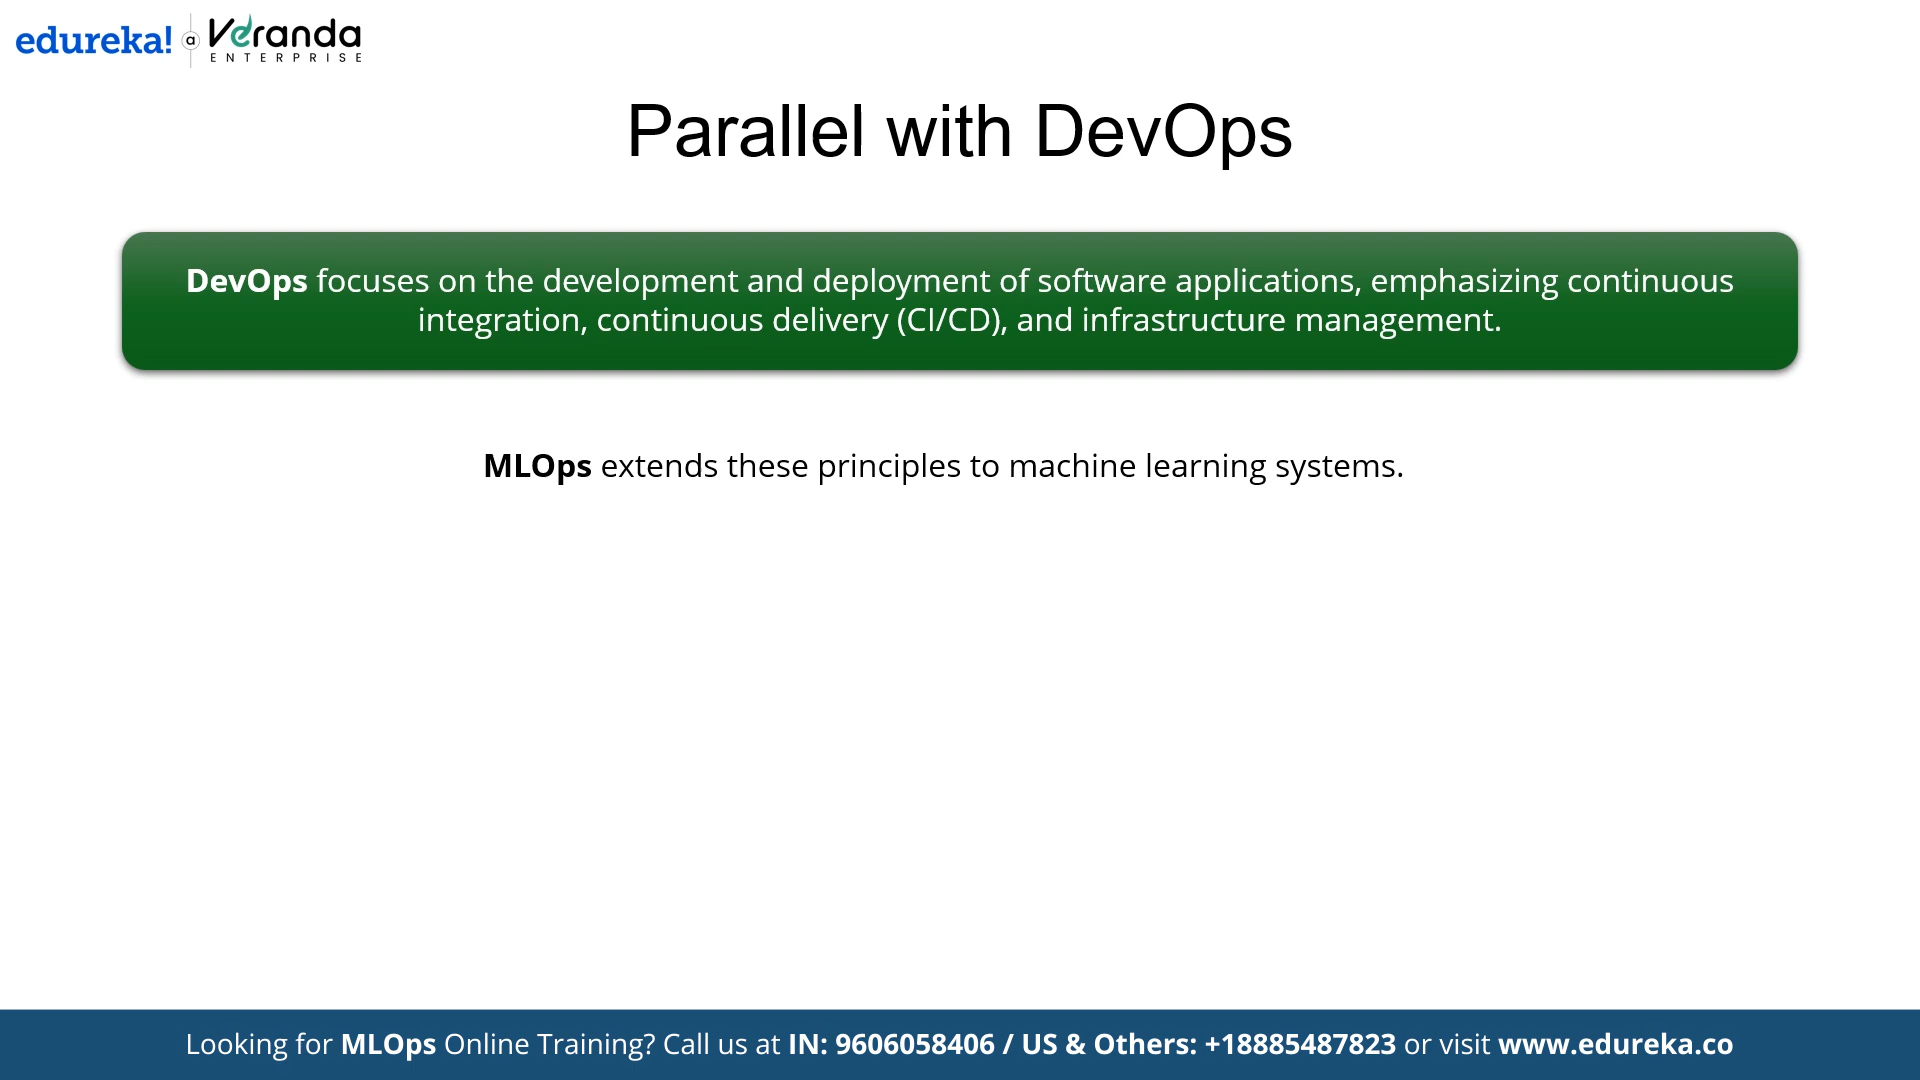 edureka! a Veranda
ENTERPRISE
Parallel with DevOps
DevOps focuses on the development and deployment of software applications, emphasizing continuous
integration, continuous delivery (CI/CD), and infrastructure management.
MLOps extends these principles to machine learning systems.
Looking for MLOps Online Training? Call us at IN: 9606058406 / US & Others: +18885487823 or visit www.edureka.co